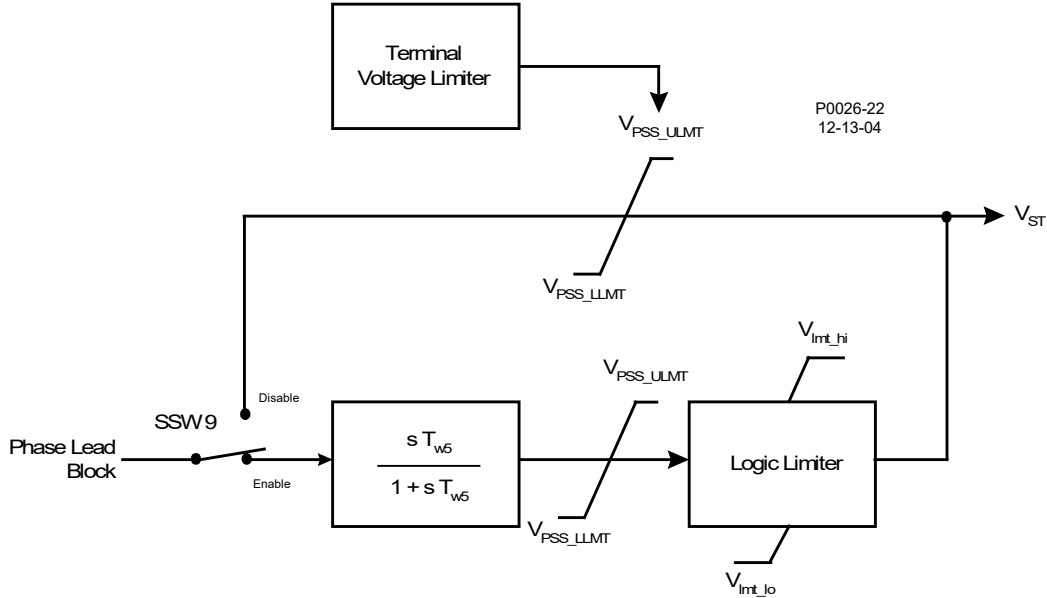 Terminal
Voltage Limiter
P0026-22
12-13-04
V_PSS_ULMT
V_ST
V_PSS_LLMT
V_lmt_hi
V_PSS_ULMT
Disable
SSW 9
Phase Lead
Block
s T_w5
1 + s T_w5
Logic Limiter
Enable
V_PSS_LLMT
V_lmt_lo